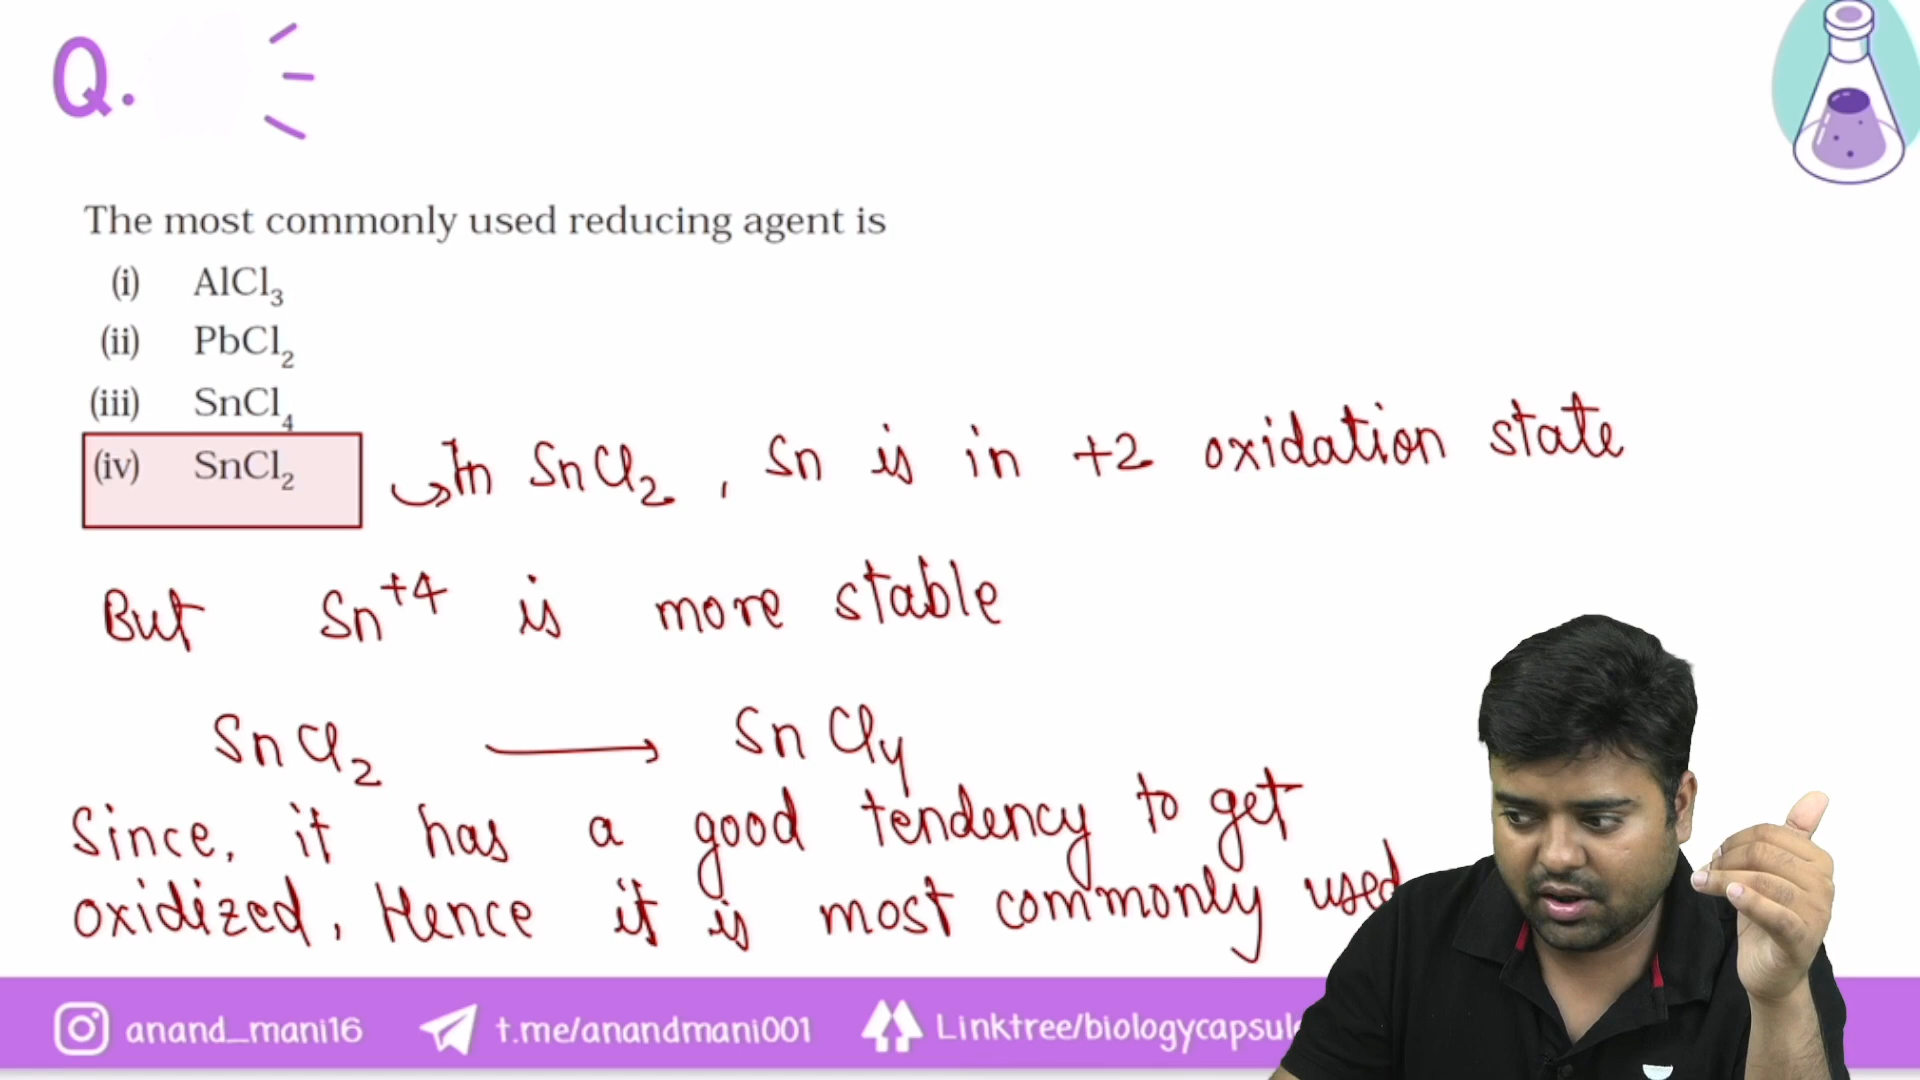 Q.
The most commonly used reducing agent is
(i) AlCl₃
(ii) PbCl₂
(iii) SnCl₄
(iv) SnCl₂
In SnCl₂, Sn is in +2 oxidation state
But Sn⁺⁴ is more stable
SnCl₂ ⟶ SnCl₄
Since, it has a good tendency to get
oxidized, Hence it is most commonly used
anand_mani16 t.me/anandmani001 Linktree/biologycapsul